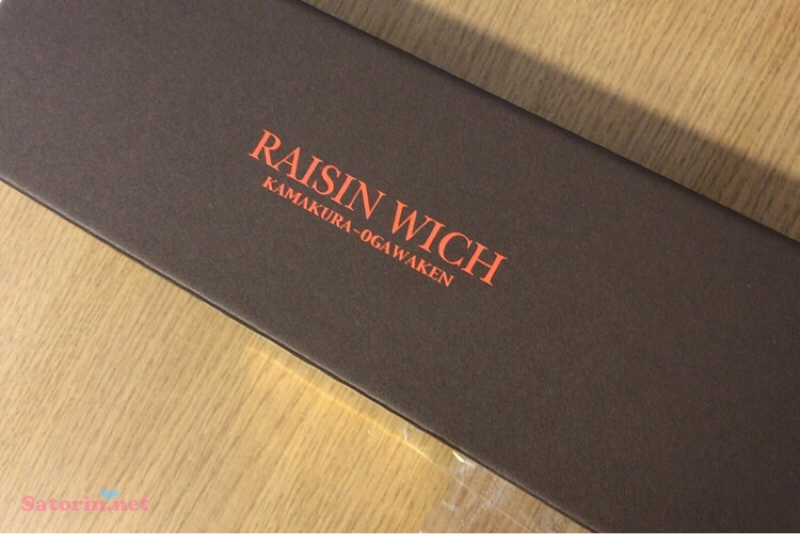 RAISIN WICH
KAMAKURA-OGAWAKEN
Satorin.net